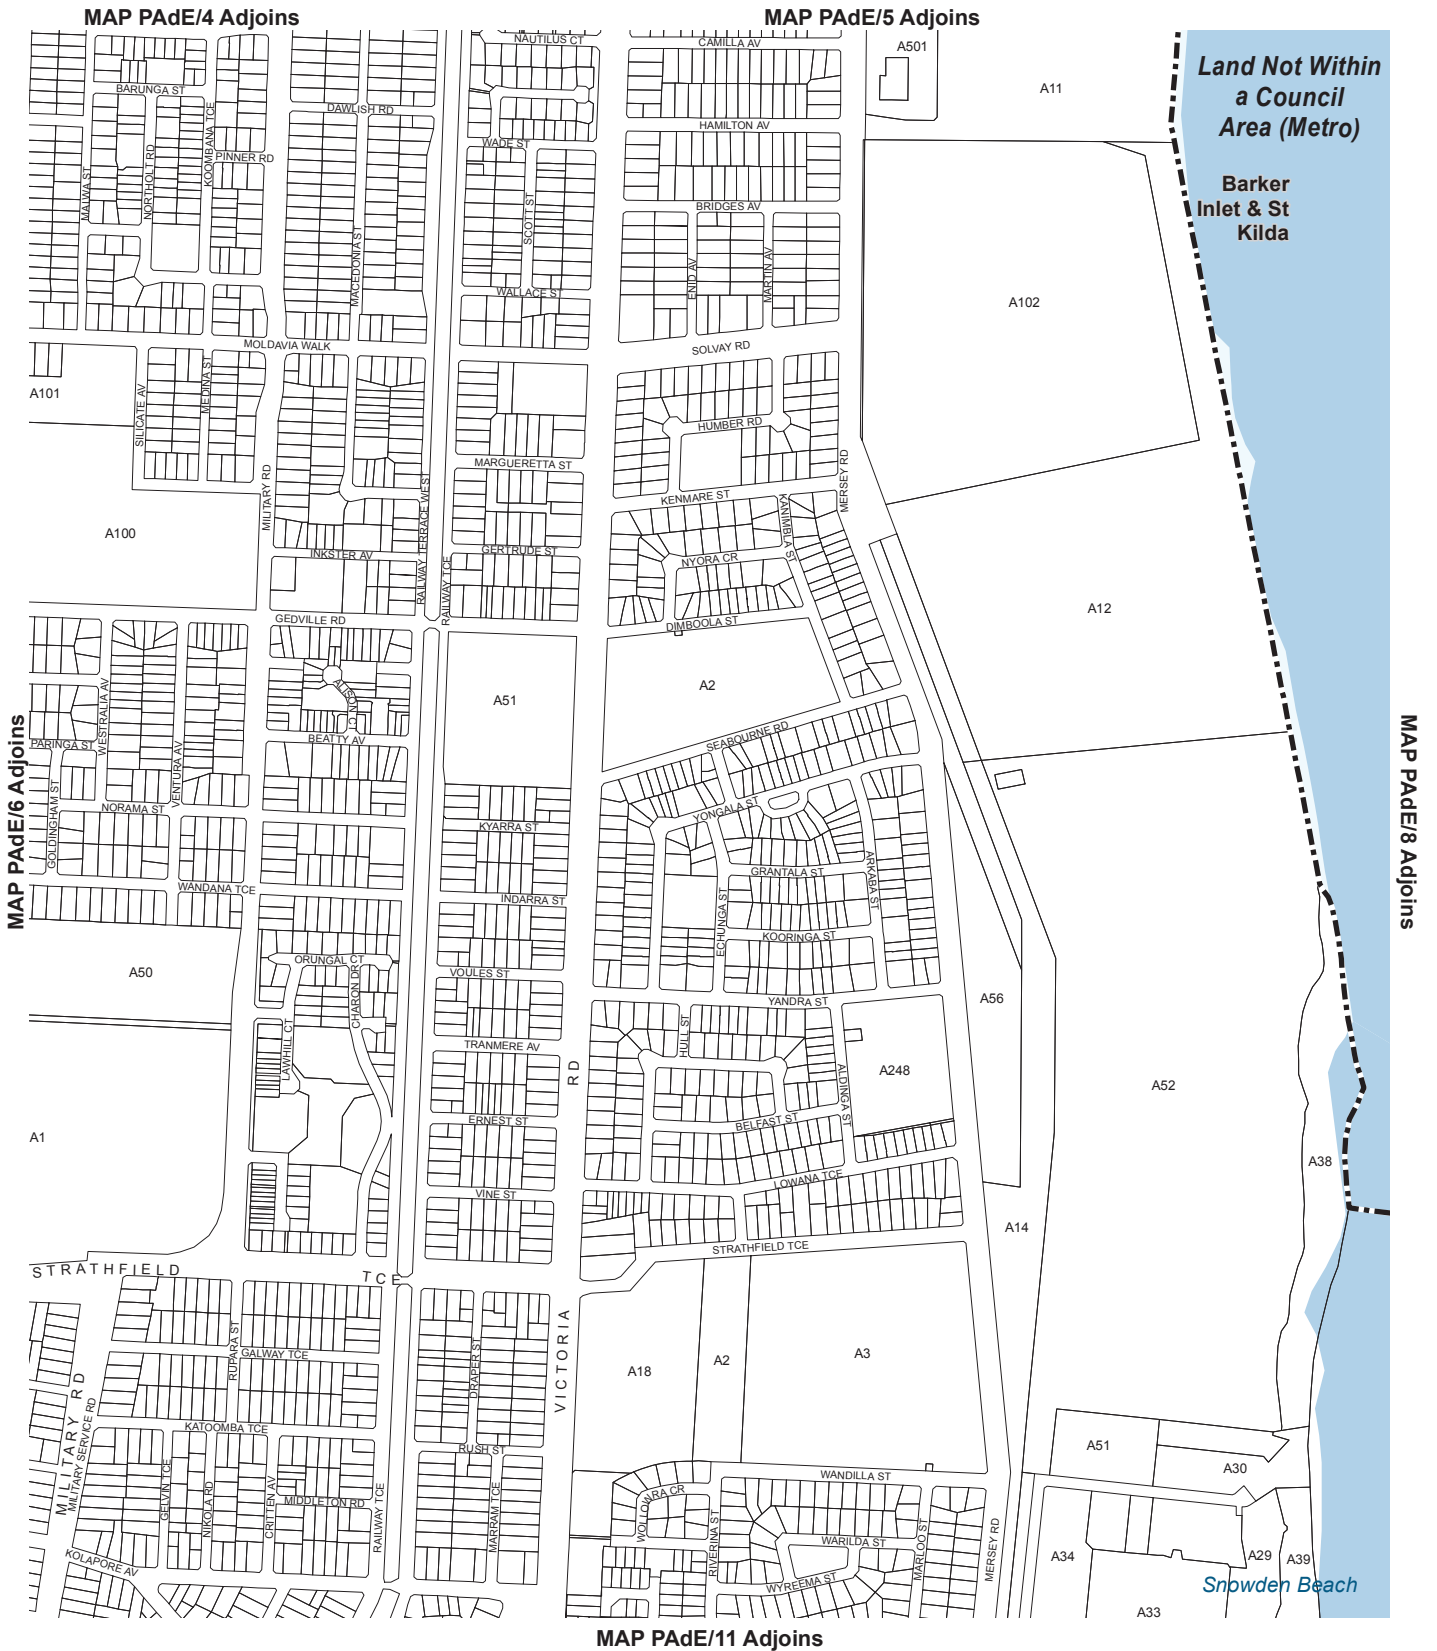 MAP PAdE/4 Adjoins
MAP PAdE/5 Adjoins
NAUTILUS CT
CAMILLA AV
A501
A11
Land Not Within
a Council
Area (Metro)
BARUNGA ST
DAWLISH RD
HAMILTON AV
KOOMBANA TCE
PINNER RD
WADE ST
MAIWA ST
NORTHOLT RD
Barker
Inlet & St
Kilda
SCOTT ST
BRIDGES AV
MACEDONIA ST
ENID AV
MARTIN AV
WALLACE ST
A102
MOLDAVIA WALK
SOLVAY RD
A101
SILICATE AV
MEDINA ST
HUMBER RD
MARGUERETTA ST
MERSEY RD
MILITARY RD
RAILWAY TERRACE WEST
KENMARE ST
KANIMBLA ST
A100
INKSTER AV
GERTRUDE ST
NYORA CR
RAILWAY TCE
A12
GEDVILLE RD
DIMBOOLA ST
WESTRALIA AV
ALISON CT
A51
A2
PARINGA ST
BEATTY AV
SEABOURNE RD
VENTURA AV
MAP PAdE/6 Adjoins
MAP PAdE/8 Adjoins
GOLDINGHAM ST
NORAMA ST
YONGALA ST
KYARRA ST
GRANTALA ST
ARKABA ST
WANDANA TCE
INDARRA ST
ECHUNGA ST
KOORINGA ST
A50
ORUNGAL CT
VOULES ST
CHARON DR
YANDRA ST
A56
LAWHILL CT
HULL ST
TRANMERE AV
RD
A248
A52
ALDINGA ST
ERNEST ST
BELFAST ST
A1
A38
VINE ST
LOWANA TCE
A14
STRATHFIELD TCE
STRATHFIELD
TCE
RUPARA ST
DRAPER ST
VICTORIA
GALWAY TCE
A18
A2
A3
MILITARY RD
MILITARY SERVICE RD
KATOOMBA TCE
RUSH ST
A51
A30
WANDILLA ST
GELVIN TCE
NIKOLA RD
CRITTEN AV
MIDDLETON RD
RAILWAY TCE
MARRAM TCE
WOLLOWRA CR
RIVERINA ST
WARILDA ST
MARLOO ST
MERSEY RD
KOLAPORE AV
WYREEMA ST
A34
A29
A39
Snowden Beach
A33
MAP PAdE/11 Adjoins